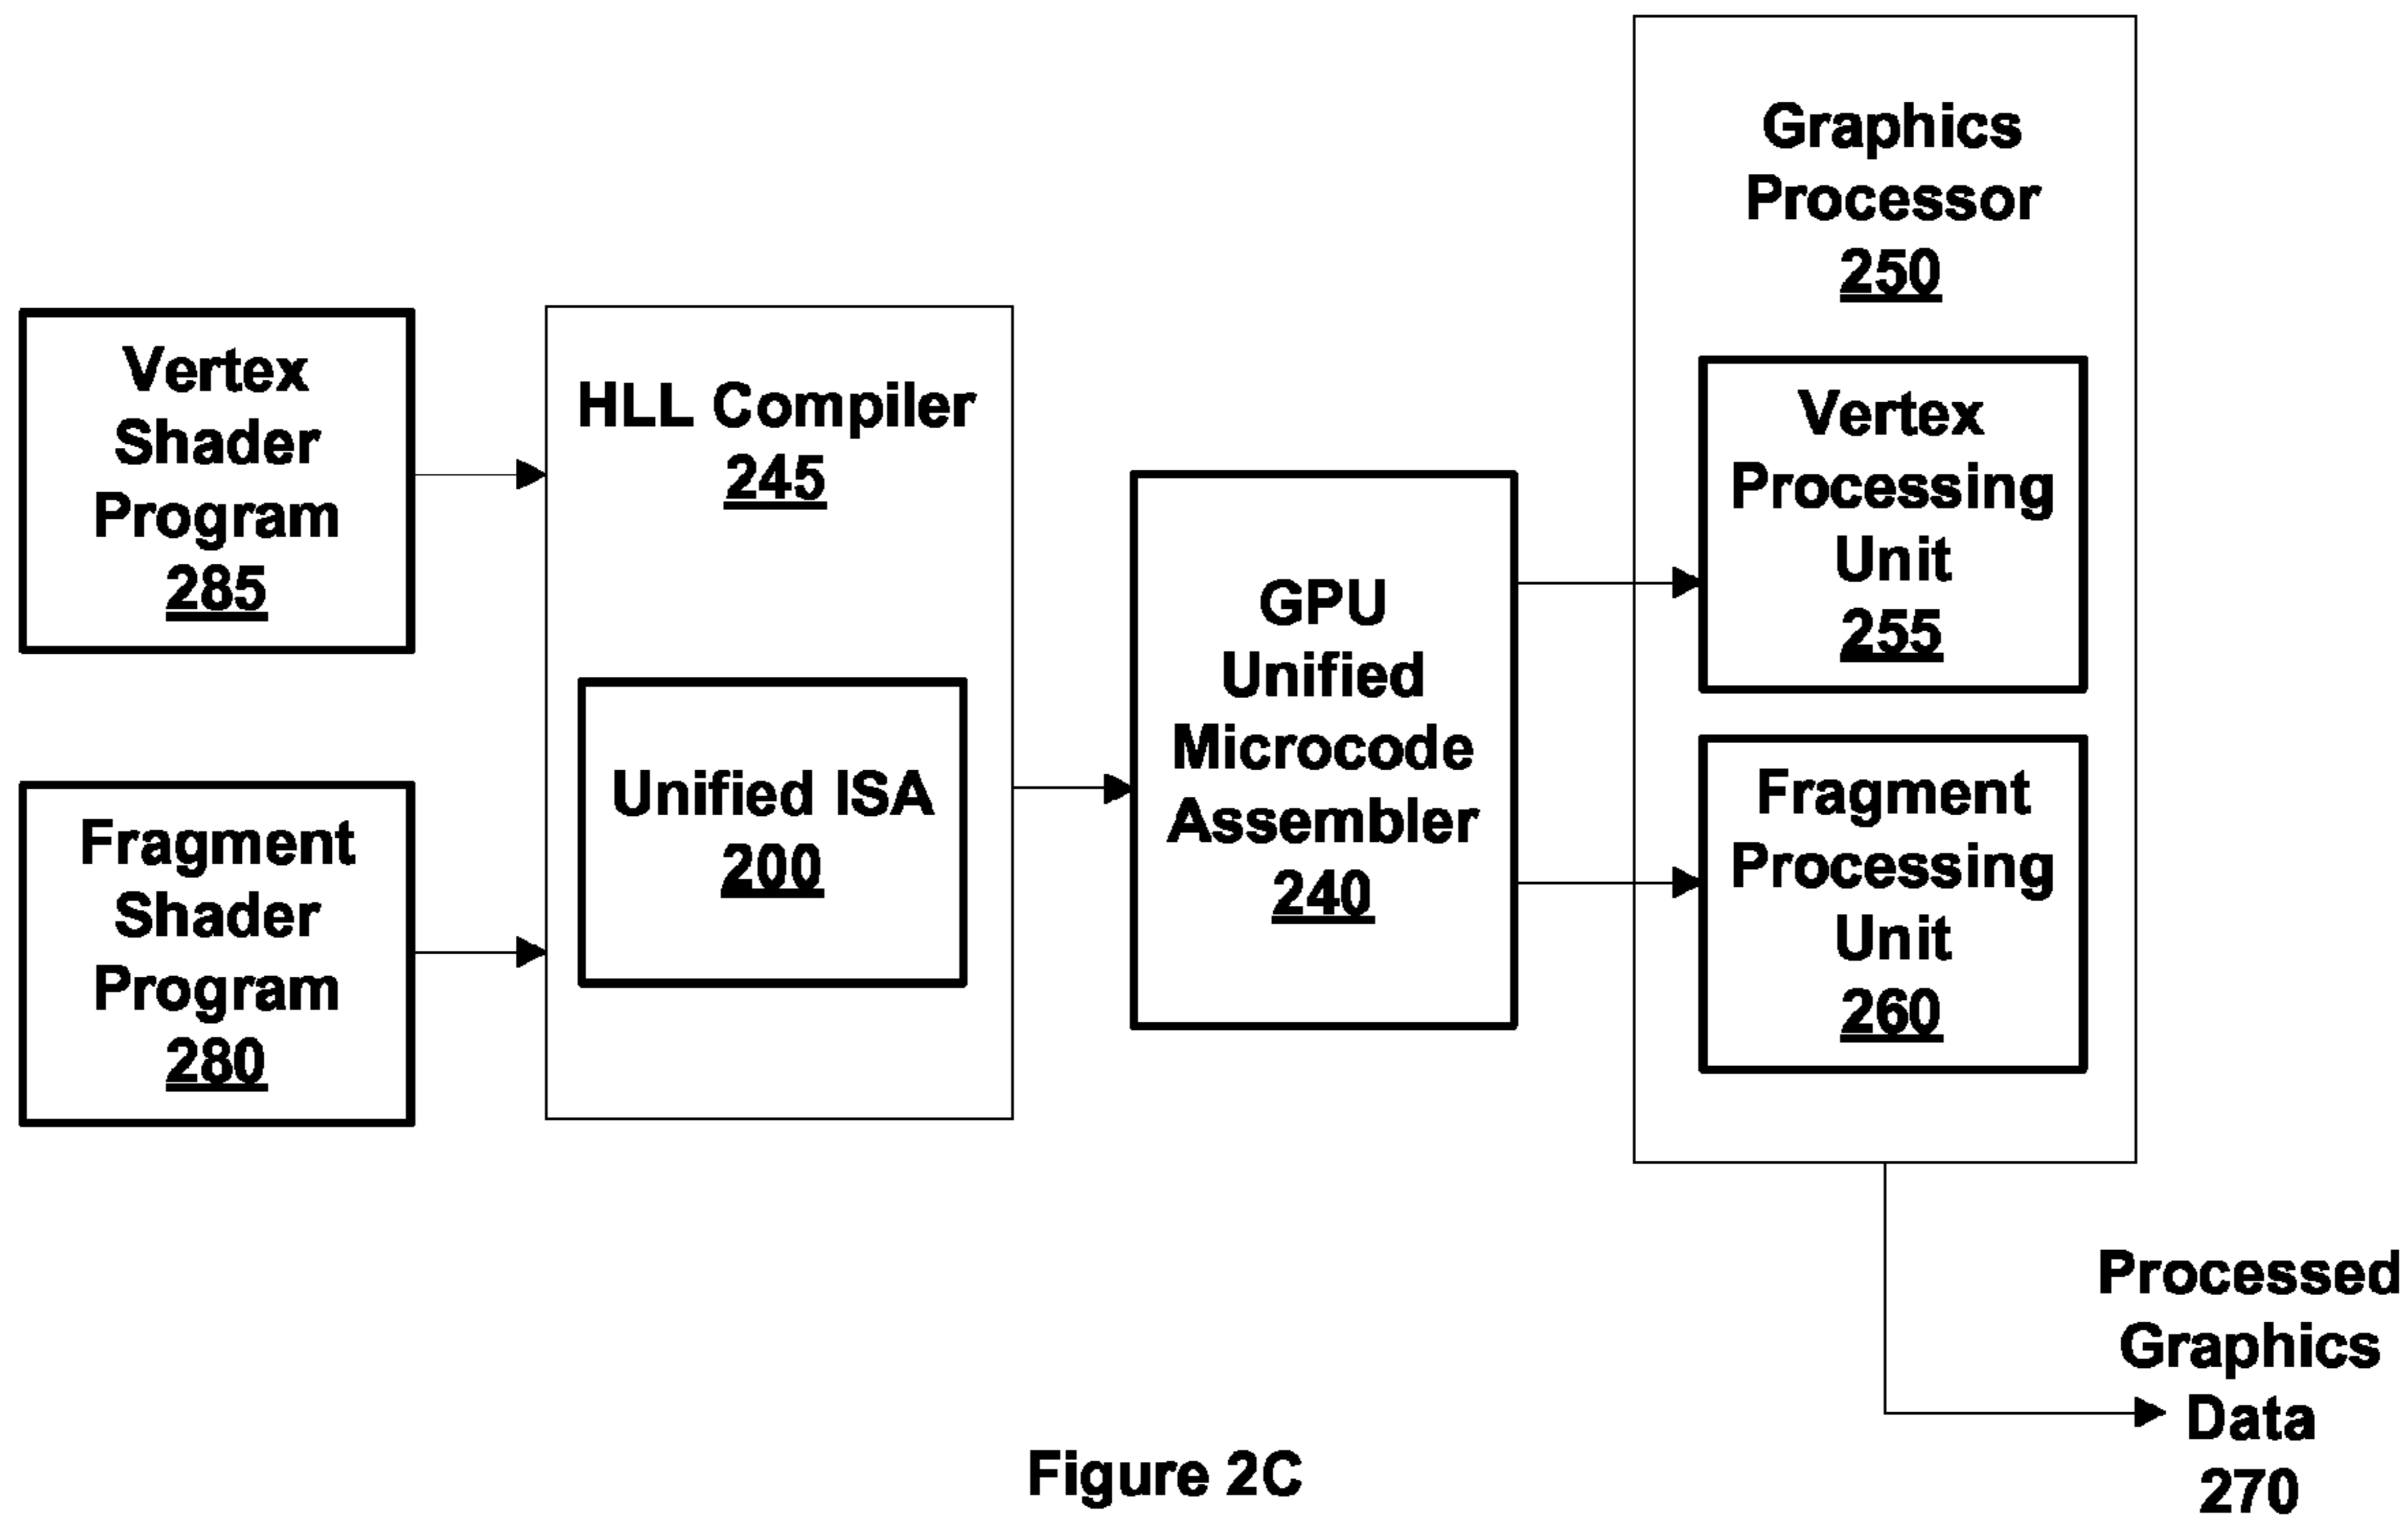 Vertex
Shader
Program
285
Fragment
Shader
Program
280
HLL Compiler
245
Unified ISA
200
GPU
Unified
Microcode
Assembler
240
Graphics
Processor
250
Vertex
Processing
Unit
255
Fragment
Processing
Unit
260
Processed
Graphics
Data
270
Figure 2C